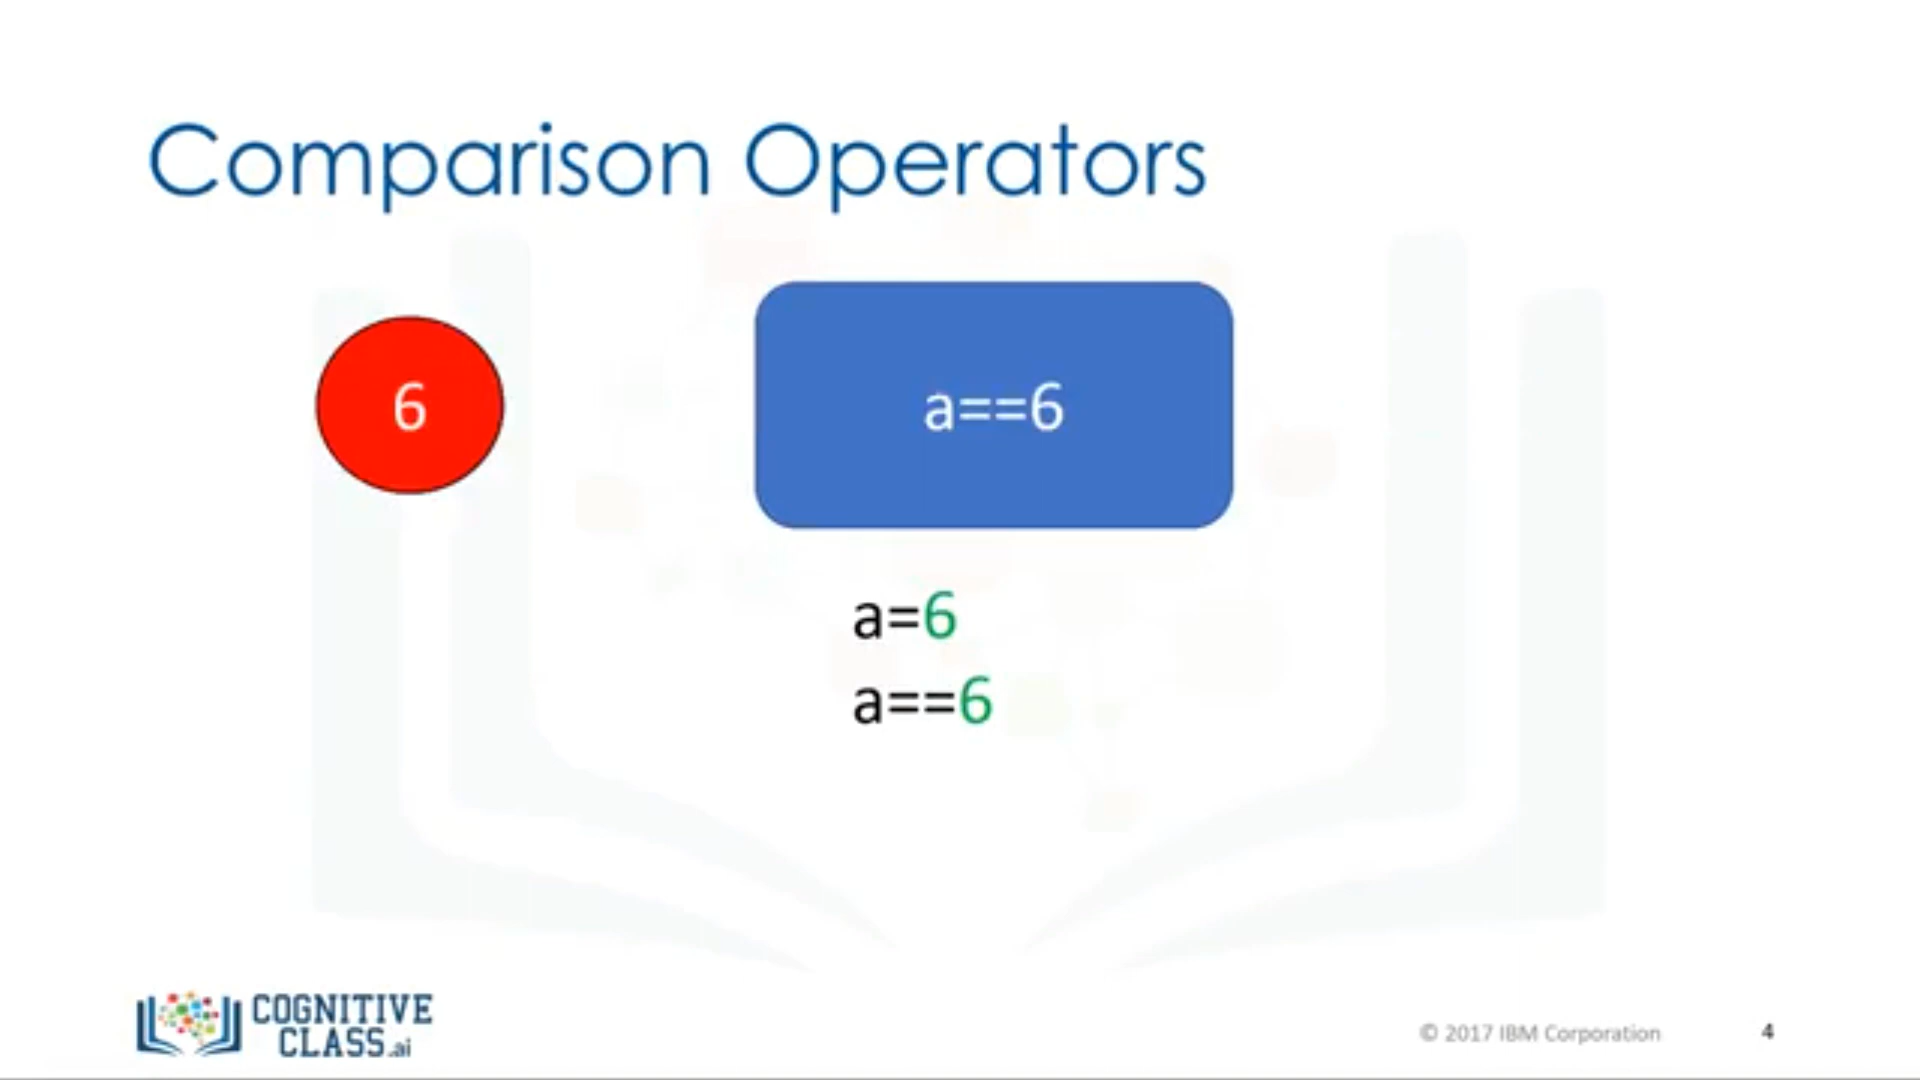 Comparison Operators
6
a==6
a=6
a==6
COGNITIVE
CLASS.ai
© 2017 IBM Corporation
4